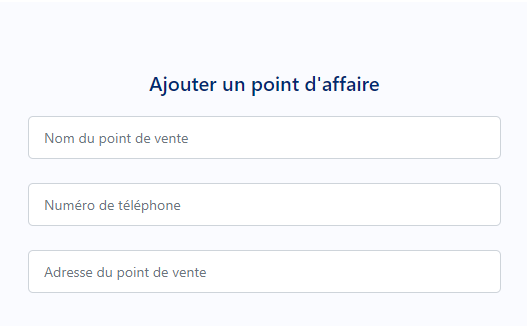 Ajouter un point d'affaire
Nom du point de vente
Numéro de téléphone
Adresse du point de vente